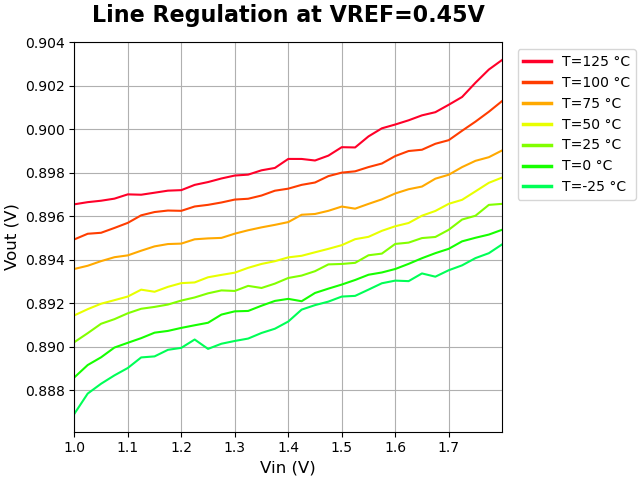 Line Regulation at VREF=0.45V
0.904
0.902
0.900
0.898
0.896
0.894
0.892
0.890
0.888
Vout (V)
1.0 1.1 1.2 1.3 1.4 1.5 1.6 1.7
Vin (V)
T=125 °C
T=100 °C
T=75 °C
T=50 °C
T=25 °C
T=0 °C
T=-25 °C